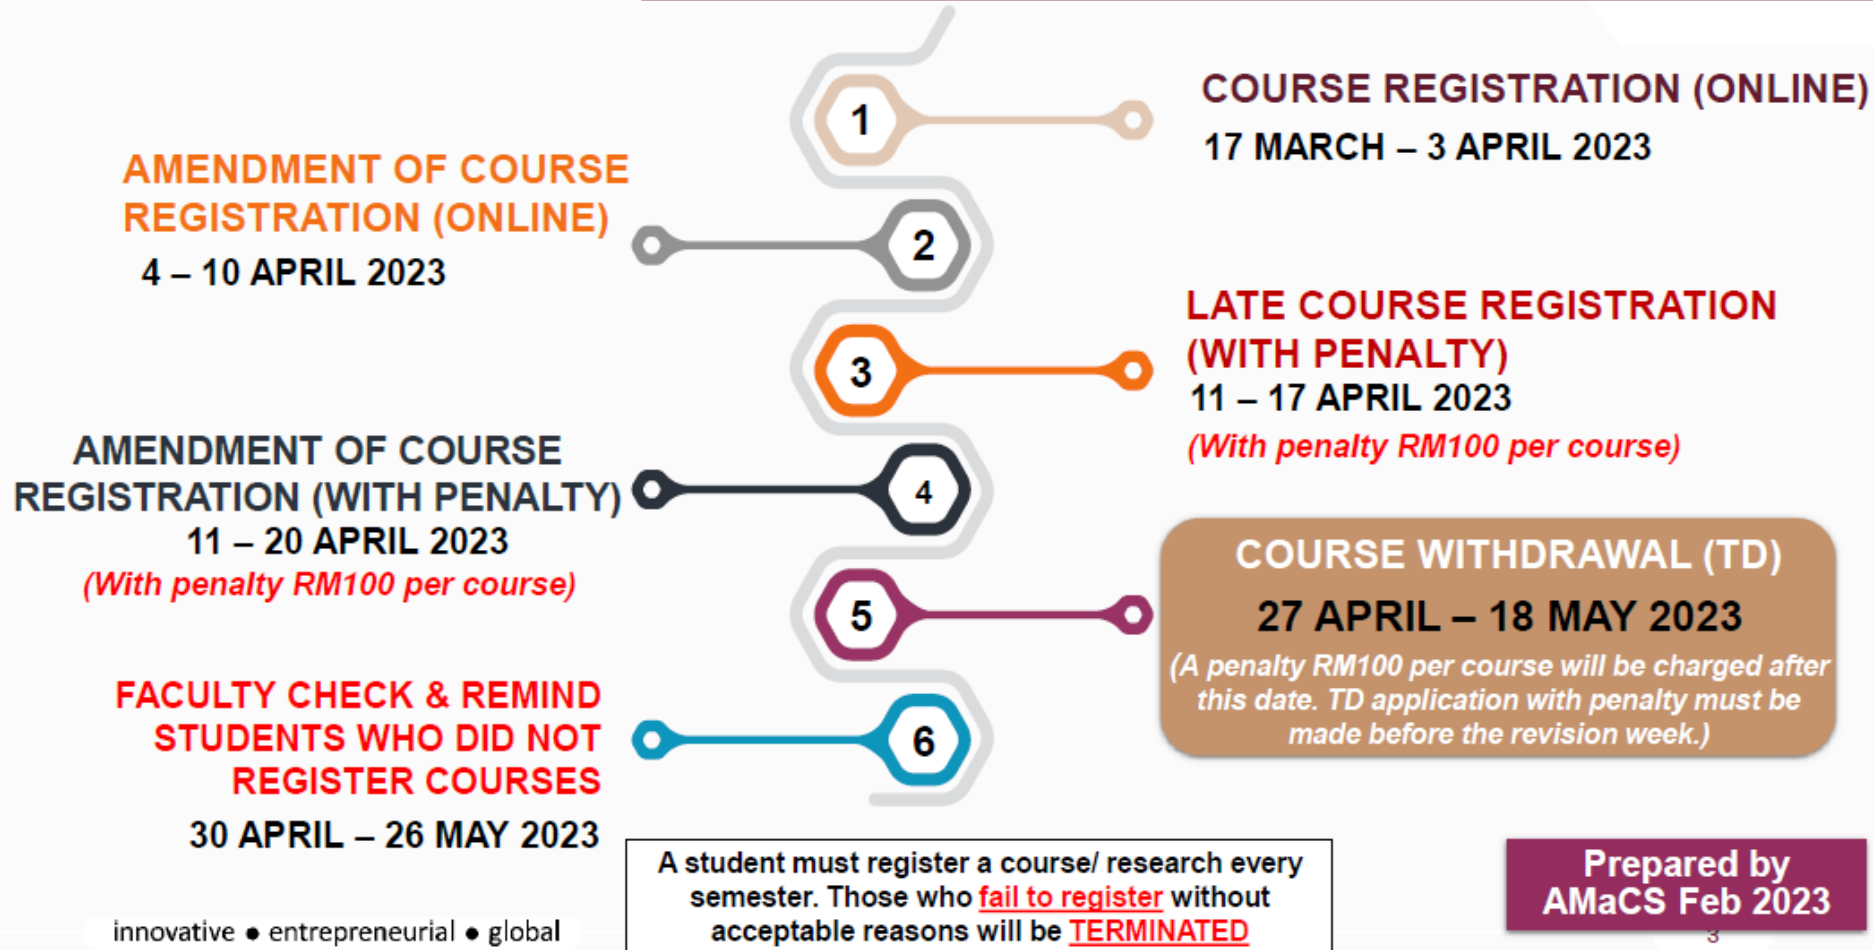 1
COURSE REGISTRATION (ONLINE)
17 MARCH – 3 APRIL 2023
AMENDMENT OF COURSE
REGISTRATION (ONLINE)
4 – 10 APRIL 2023
2
LATE COURSE REGISTRATION
(WITH PENALTY)
11 – 17 APRIL 2023
(With penalty RM100 per course)
3
AMENDMENT OF COURSE
REGISTRATION (WITH PENALTY)
11 – 20 APRIL 2023
(With penalty RM100 per course)
4
COURSE WITHDRAWAL (TD)
27 APRIL – 18 MAY 2023
(A penalty RM100 per course will be charged after
this date. TD application with penalty must be
made before the revision week.)
5
FACULTY CHECK & REMIND
STUDENTS WHO DID NOT
REGISTER COURSES
30 APRIL – 26 MAY 2023
6
A student must register a course/ research every
semester. Those who fail to register without
acceptable reasons will be TERMINATED
Prepared by
AMaCS Feb 2023
3
innovative ● entrepreneurial ● global